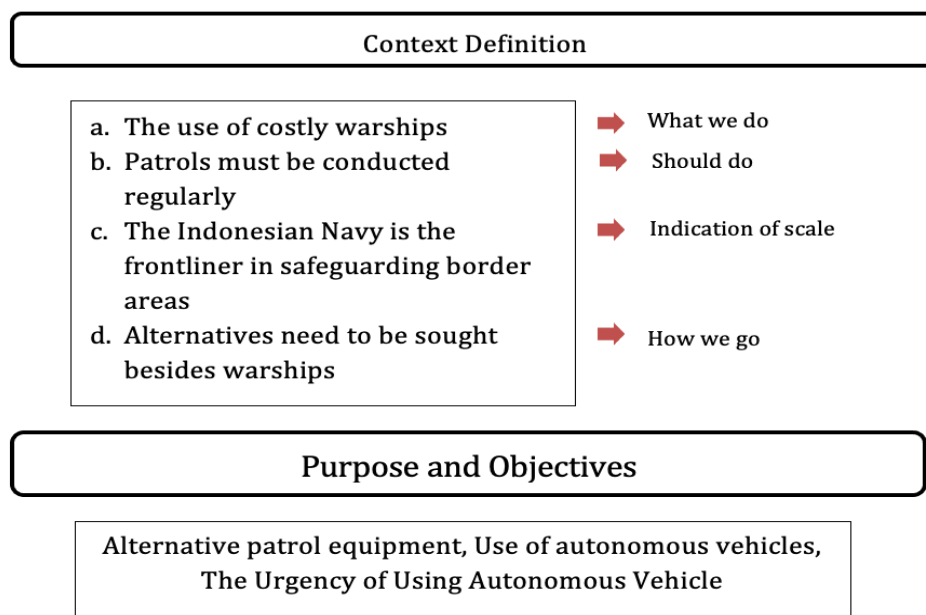 Context Definition
a. The use of costly warships
What we do
b. Patrols must be conducted
regularly
Should do
c. The Indonesian Navy is the
frontliner in safeguarding border
areas
Indication of scale
d. Alternatives need to be sought
besides warships
How we go
Purpose and Objectives
Alternative patrol equipment, Use of autonomous vehicles,
The Urgency of Using Autonomous Vehicle